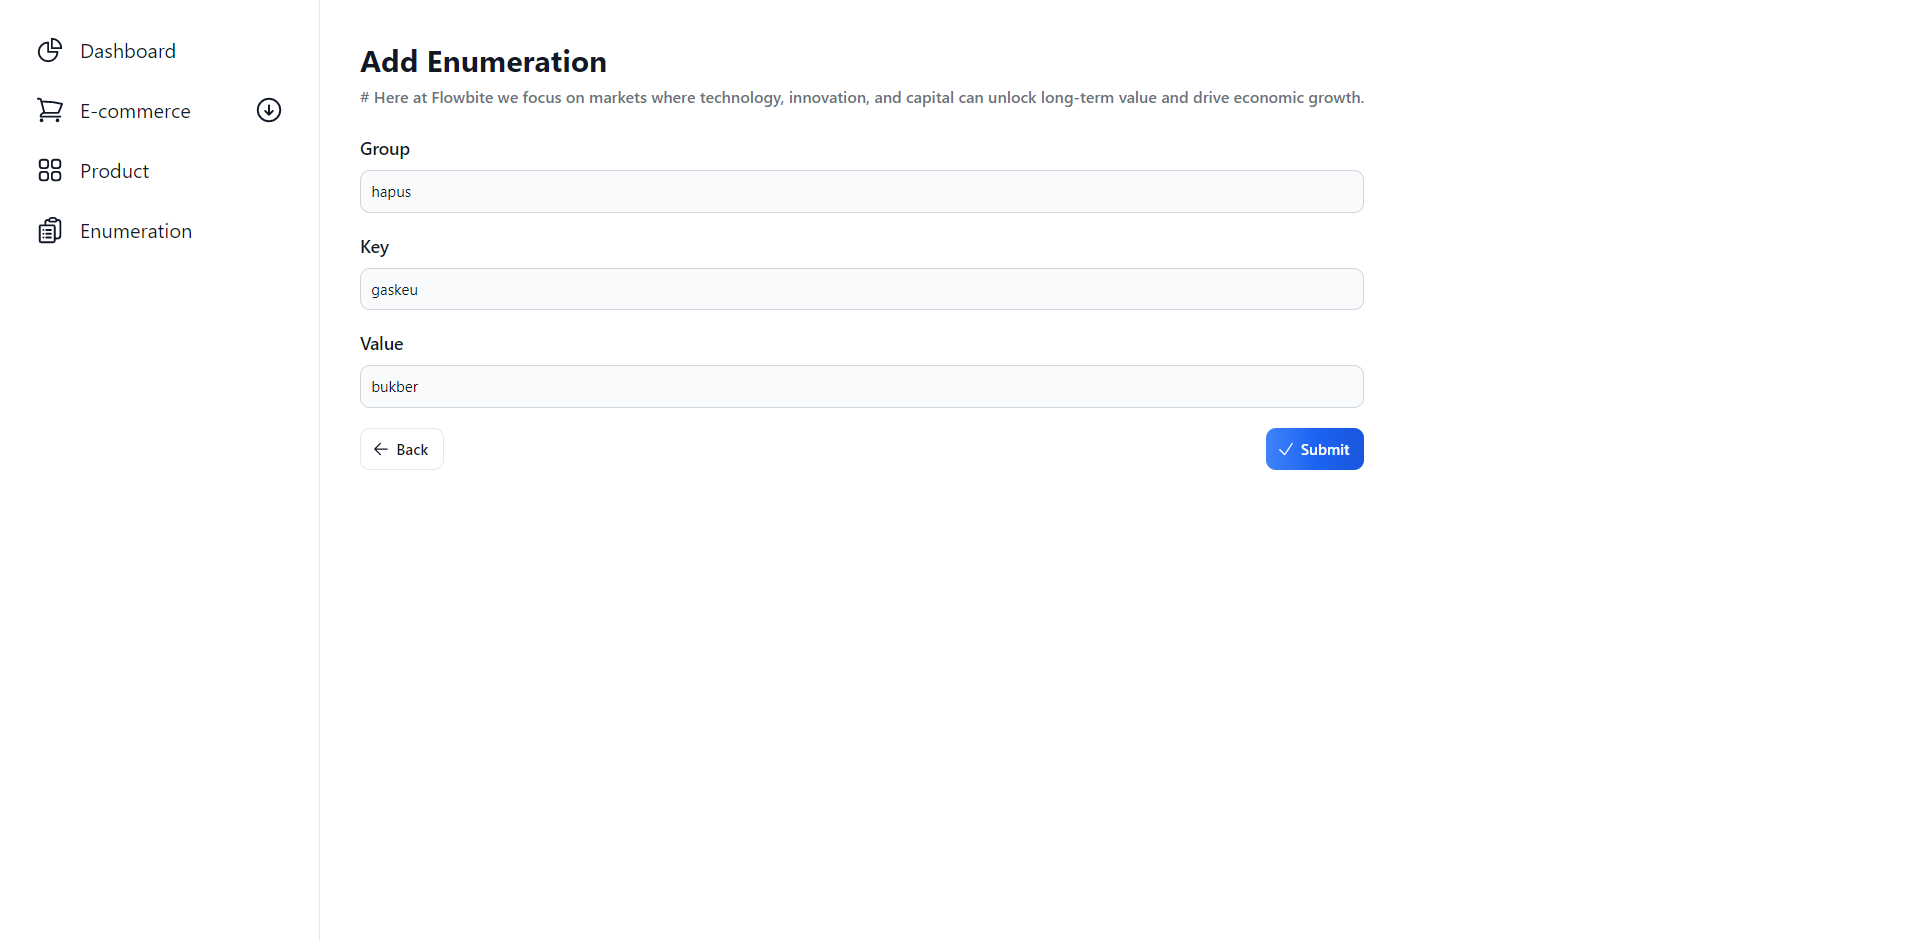 Dashboard
E-commerce
Product
Enumeration
Add Enumeration
# Here at Flowbite we focus on markets where technology, innovation, and capital can unlock long-term value and drive economic growth.
Group
hapus
Key
gaskeu
Value
bukber
Back
Submit